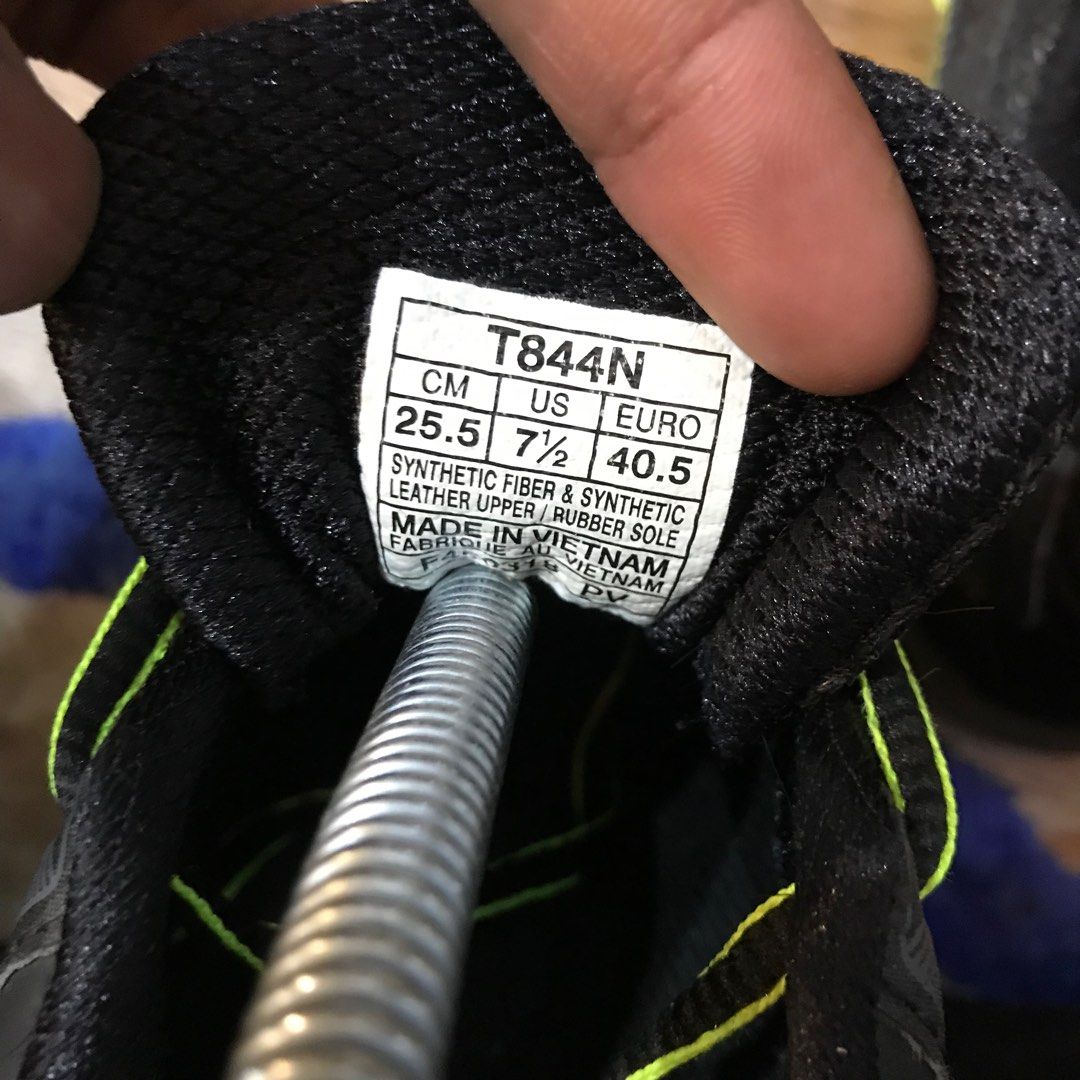 T844N
CM US EURO
25.5 7½ 40.5
SYNTHETIC FIBER & SYNTHETIC
LEATHER UPPER / RUBBER SOLE
MADE IN VIETNAM
FABRIQUE AU VIETNAM
PV